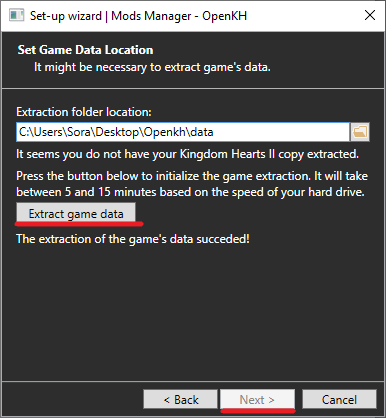 Set-up wizard | Mods Manager - OpenKH
Set Game Data Location
It might be necessary to extract game's data.
Extraction folder location:
C:\Users\Sora\Desktop\Openkh\data
It seems you do not have your Kingdom Hearts II copy extracted.
Press the button below to initialize the game extraction. It will take
between 5 and 15 minutes based on the speed of your hard drive.
Extract game data
The extraction of the game's data succeded!
< Back
Next >
Cancel